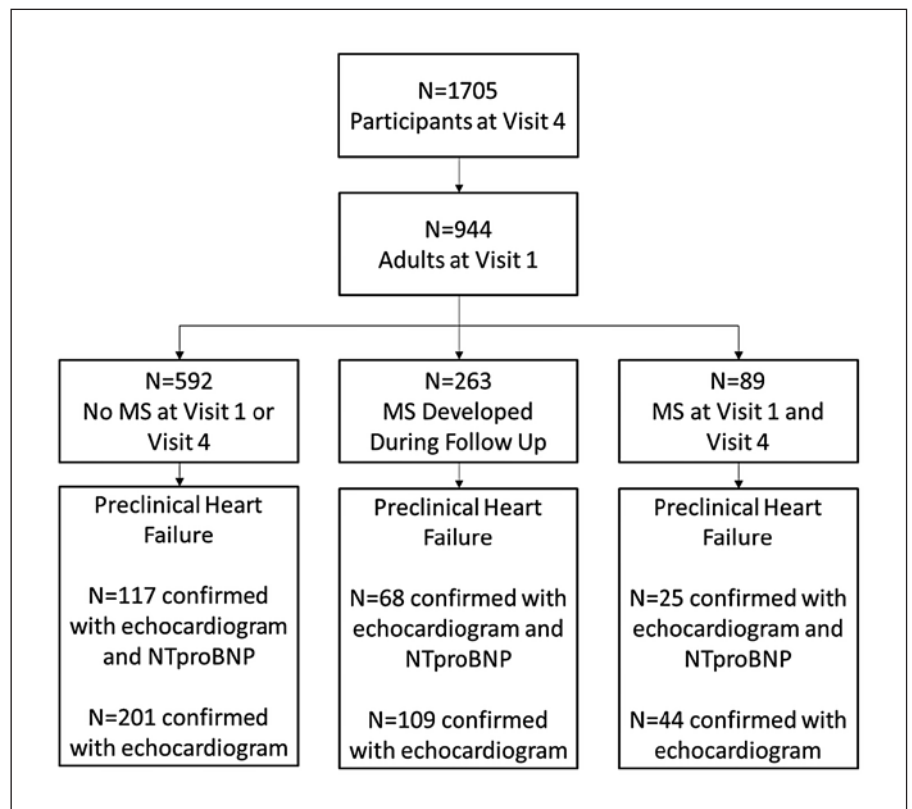 N=1705
Participants at Visit 4
N=944
Adults at Visit 1
N=592
No MS at Visit 1 or
Visit 4
N=263
MS Developed
During Follow Up
N=89
MS at Visit 1 and
Visit 4
Preclinical Heart
Failure
N=117 confirmed
with echocardiogram
and NTproBNP
N=201 confirmed
with echocardiogram
Preclinical Heart
Failure
N=68 confirmed with
echocardiogram and
NTproBNP
N=109 confirmed
with echocardiogram
Preclinical Heart
Failure
N=25 confirmed with
echocardiogram and
NTproBNP
N=44 confirmed with
echocardiogram